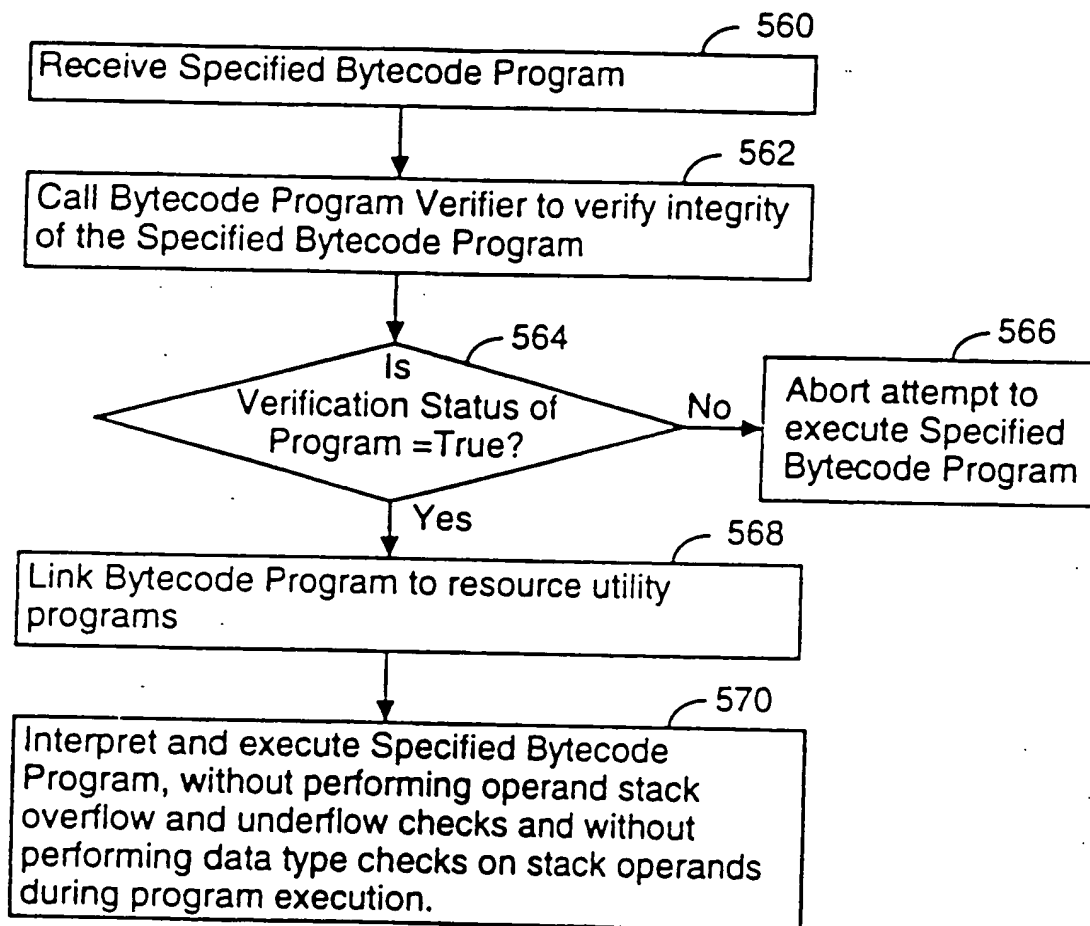 560
Receive Specified Bytecode Program
562
Call Bytecode Program Verifier to verify integrity
of the Specified Bytecode Program
564
Is
Verification Status of
Program =True?
No
566
Abort attempt to
execute Specified
Bytecode Program
Yes
568
Link Bytecode Program to resource utility
programs
570
Interpret and execute Specified Bytecode
Program, without performing operand stack
overflow and underflow checks and without
performing data type checks on stack operands
during program execution.